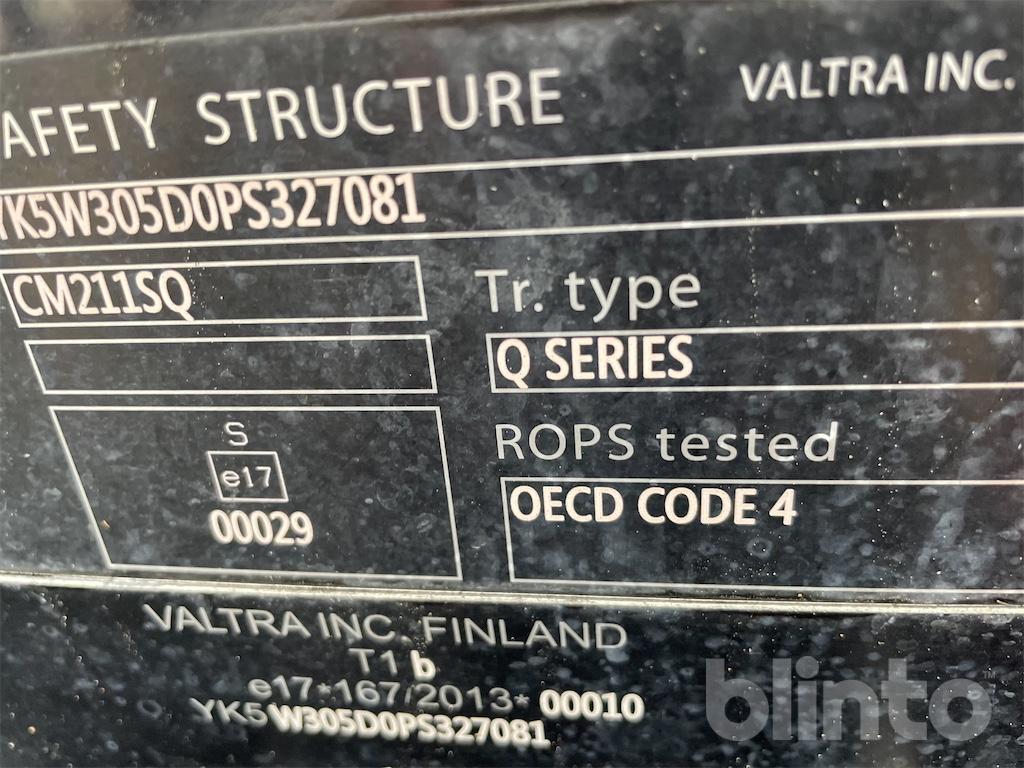 AFETY STRUCTURE VALTRA INC.
YK5W305D0PS327081
CM211SQ
Tr. type
Q SERIES
S
e17
00029
ROPS tested
OECD CODE 4
VALTRA INC. FINLAND
T1 b
e17*167/2013*00010
YK5W305D0PS327081
blinto™